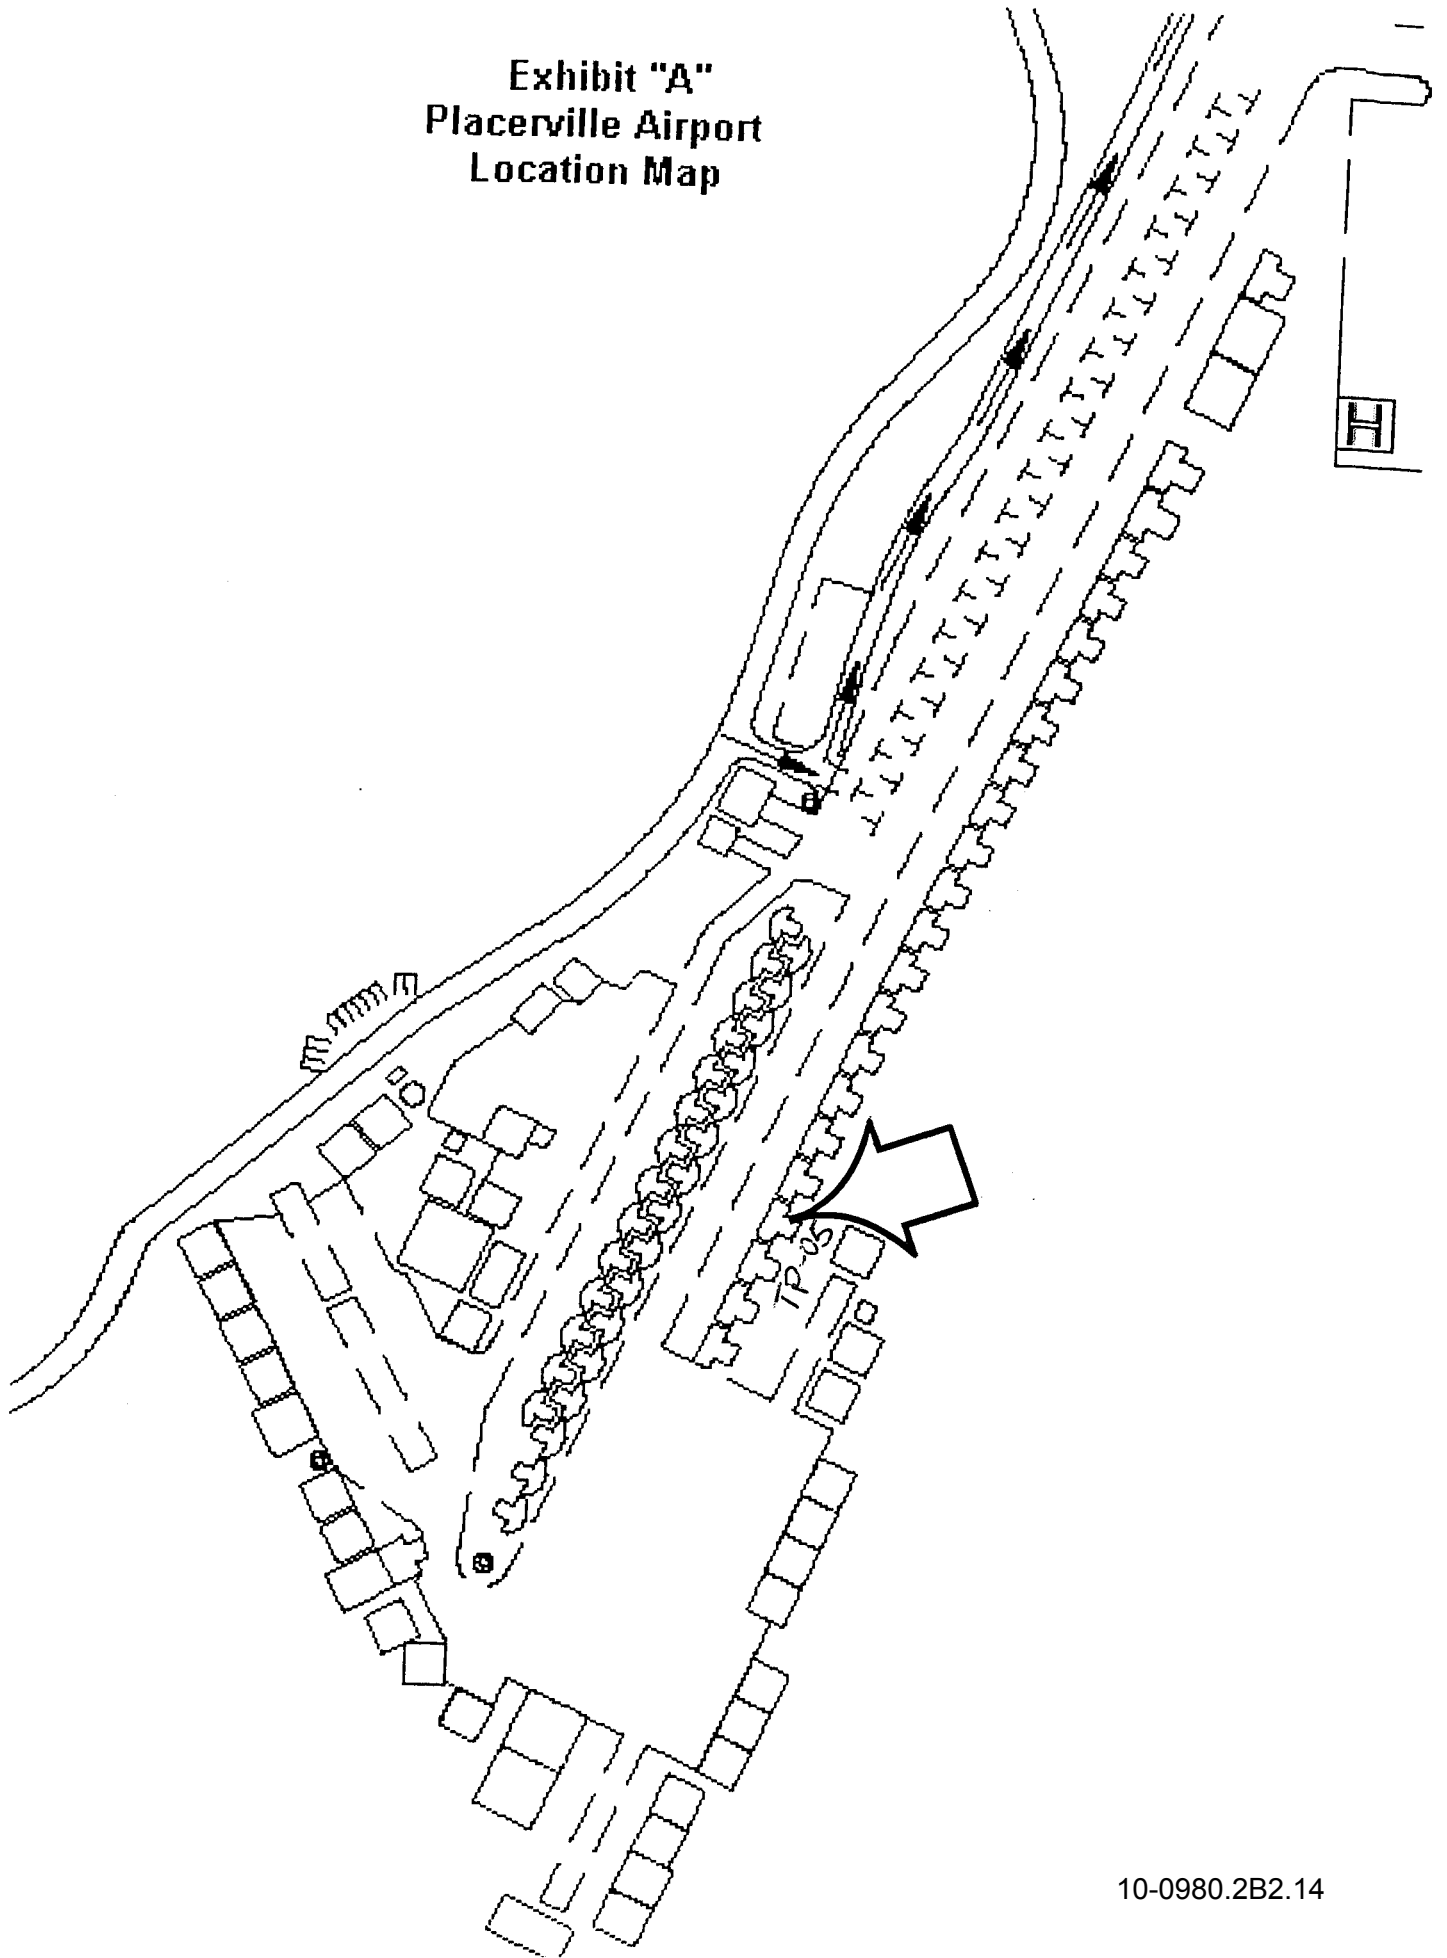 Exhibit "A"
Placerville Airport
Location Map
H
TP-05
10-0980.2B2.14